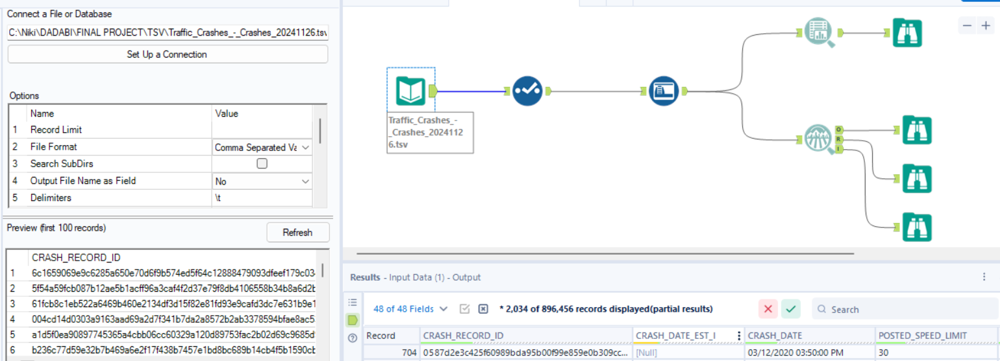 Connect a File or Database
C:\Niki\DADABI\FINAL PROJECT\TSV\Traffic_Crashes_-_Crashes_20241126.tsv
Set Up a Connection
Options
Name Value
1 Record Limit
2 File Format Comma Separated Va
3 Search SubDirs
4 Output File Name as Field No
5 Delimiters \t
Preview (first 100 records)
Refresh
CRASH_RECORD_ID
1 6c1659069e9c6285a650e70d6f9b574ed5f64c12888479093dfeef179c03
2 5f54a59fcb087b12ae5b1acff96a3caf4f2d37e79f8db4106558b34b8a6d2b
3 61fcb8c1eb522a6469b460e2134df3d15f82e81fd93e9cafd3dc7e631b9e1
4 004cd14d0303a9163aad69a2d7f341b7da2a8572b2ab3378594bfae8ac5
5 a1d5f0ea90897745365a4cbb06cc60329a120d89753fac2b02d69c9685d
6 b236c77d59e32b7b469a6e2f17f438b7457e1bd8bc689b14cb4f5b1590cb
Traffic_Crashes_-
_Crashes_2024112
6.tsv
O
R
I
Results - Input Data (1) - Output
48 of 48 Fields * 2,034 of 896,456 records displayed(partial results) Search
Record CRASH_RECORD_ID CRASH_DATE_EST_I CRASH_DATE POSTED_SPEED_LIMIT
704 0587d2e3c425f60989bda95b00f99e859e0b309cc... [Null] 03/12/2020 03:50:00 PM 30